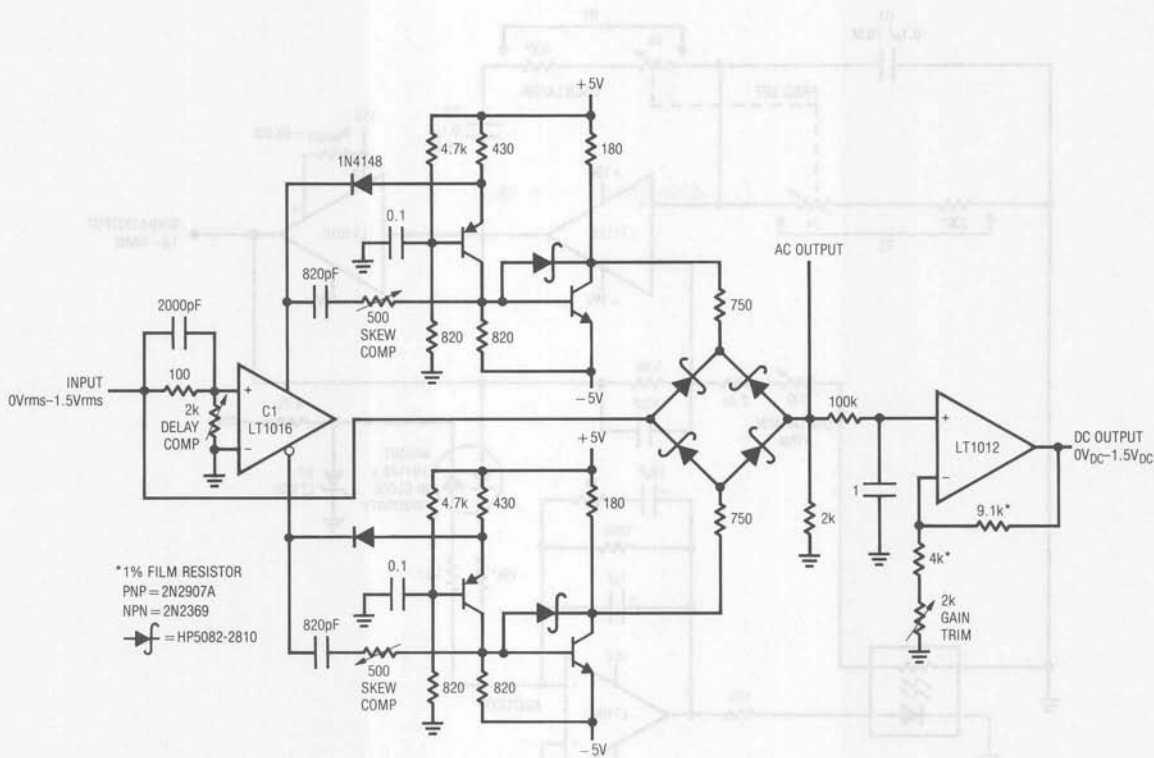 +5V
4.7k
430
180
1N4148
0.1
820pF
500
SKEW
COMP
820
820
-5V
2000pF
100
INPUT
0Vrms–1.5Vrms
2k
DELAY
COMP
+
C1
LT1016
−
AC OUTPUT
750
100k
+
LT1012
−
DC OUTPUT
0VDC–1.5VDC
+5V
4.7k
430
180
750
1
2k
9.1k*
4k*
2k
GAIN
TRIM
0.1
820pF
500
SKEW
COMP
820
820
−5V
*1% FILM RESISTOR
PNP = 2N2907A
NPN = 2N2369
= HP5082-2810